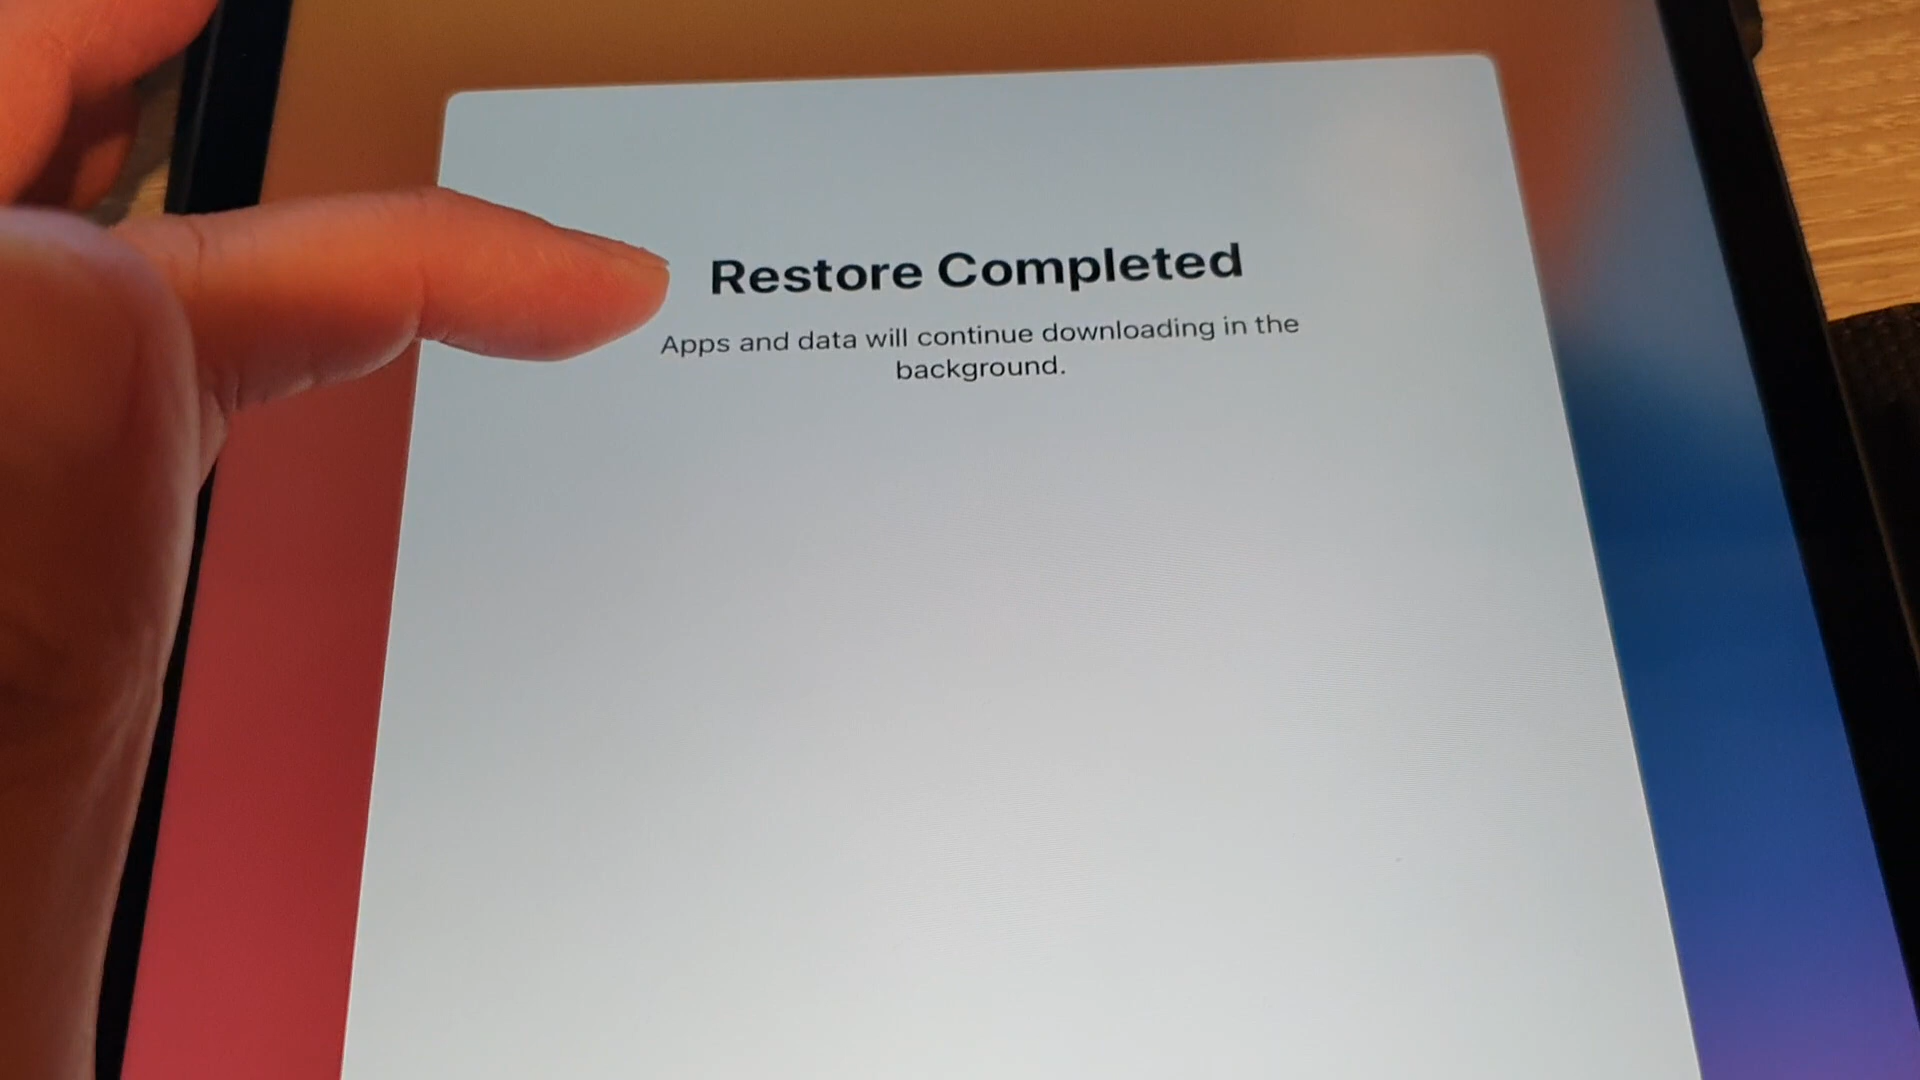 Restore Completed
Apps and data will continue downloading in the
background.